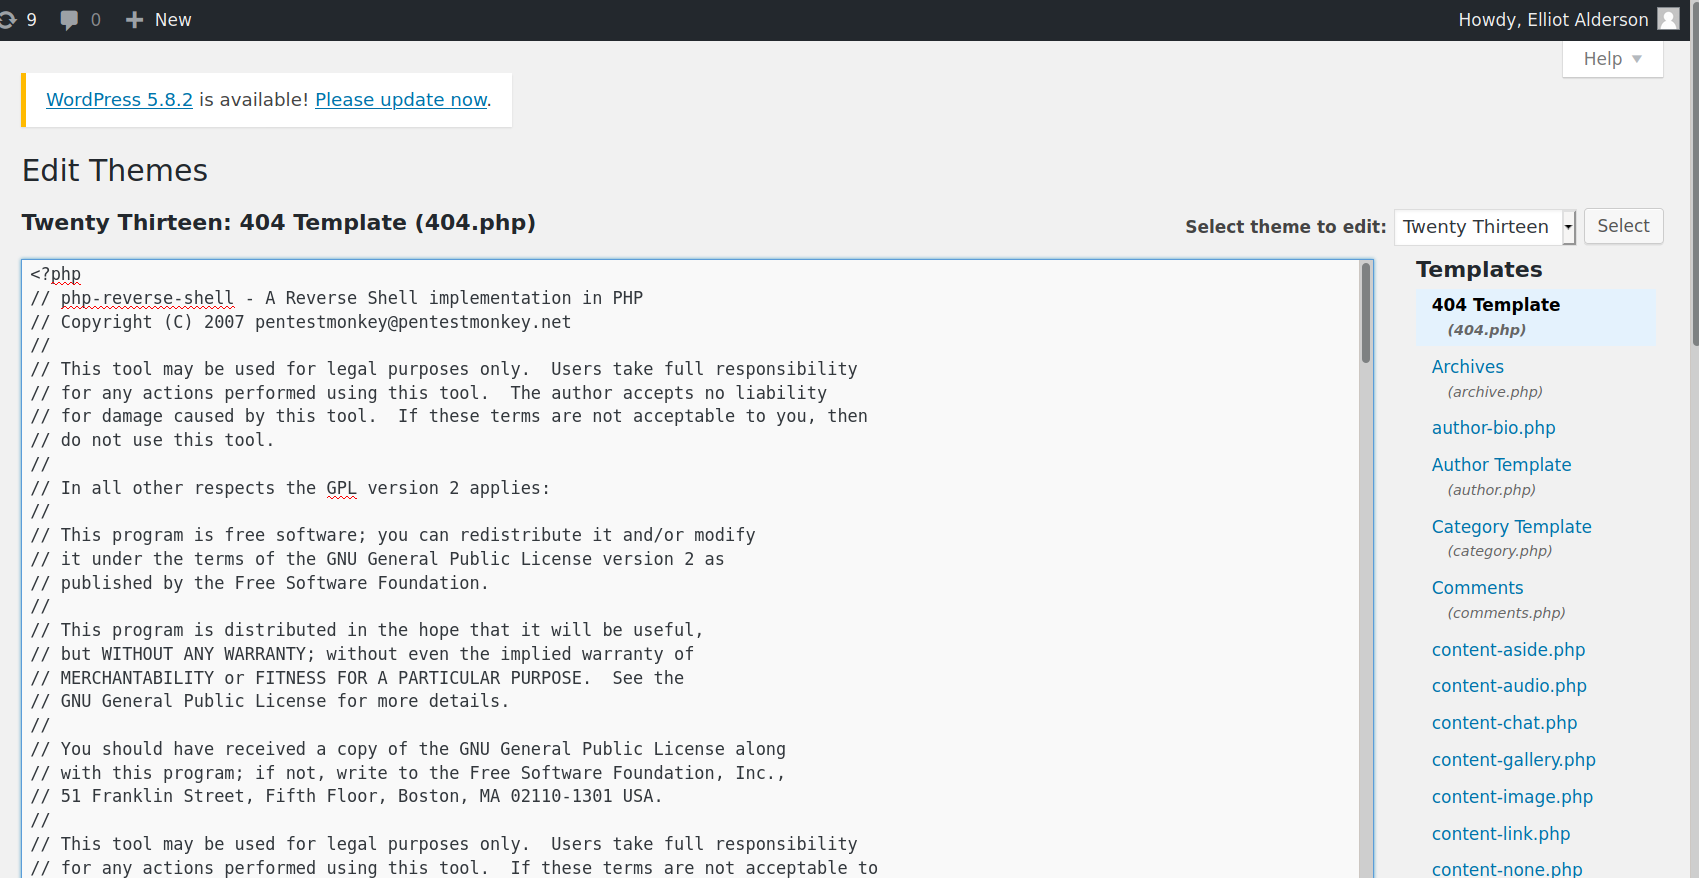 9 0 New Howdy, Elliot Alderson
Help
WordPress 5.8.2 is available! Please update now.
Edit Themes
Twenty Thirteen: 404 Template (404.php)
Select theme to edit: Twenty Thirteen Select
<?php
// php-reverse-shell - A Reverse Shell implementation in PHP
// Copyright (C) 2007 pentestmonkey@pentestmonkey.net
//
// This tool may be used for legal purposes only.  Users take full responsibility
// for any actions performed using this tool.  The author accepts no liability
// for damage caused by this tool.  If these terms are not acceptable to you, then
// do not use this tool.
//
// In all other respects the GPL version 2 applies:
//
// This program is free software; you can redistribute it and/or modify
// it under the terms of the GNU General Public License version 2 as
// published by the Free Software Foundation.
//
// This program is distributed in the hope that it will be useful,
// but WITHOUT ANY WARRANTY; without even the implied warranty of
// MERCHANTABILITY or FITNESS FOR A PARTICULAR PURPOSE.  See the
// GNU General Public License for more details.
//
// You should have received a copy of the GNU General Public License along
// with this program; if not, write to the Free Software Foundation, Inc.,
// 51 Franklin Street, Fifth Floor, Boston, MA 02110-1301 USA.
//
// This tool may be used for legal purposes only.  Users take full responsibility
// for any actions performed using this tool.  If these terms are not acceptable to
Templates
404 Template
(404.php)
Archives
(archive.php)
author-bio.php
Author Template
(author.php)
Category Template
(category.php)
Comments
(comments.php)
content-aside.php
content-audio.php
content-chat.php
content-gallery.php
content-image.php
content-link.php
content-none.php